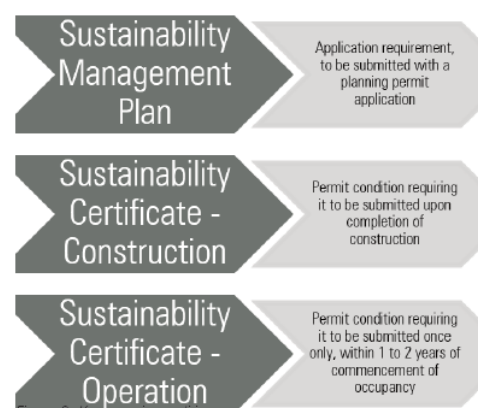 Sustainability
Management
Plan
Application requirement,
to be submitted with a
planning permit
application
Sustainability
Certificate -
Construction
Permit condition requiring
it to be submitted upon
completion of
construction
Sustainability
Certificate -
Operation
Permit condition requiring
it to be submitted once
only, within 1 to 2 years of
commencement of
occupancy